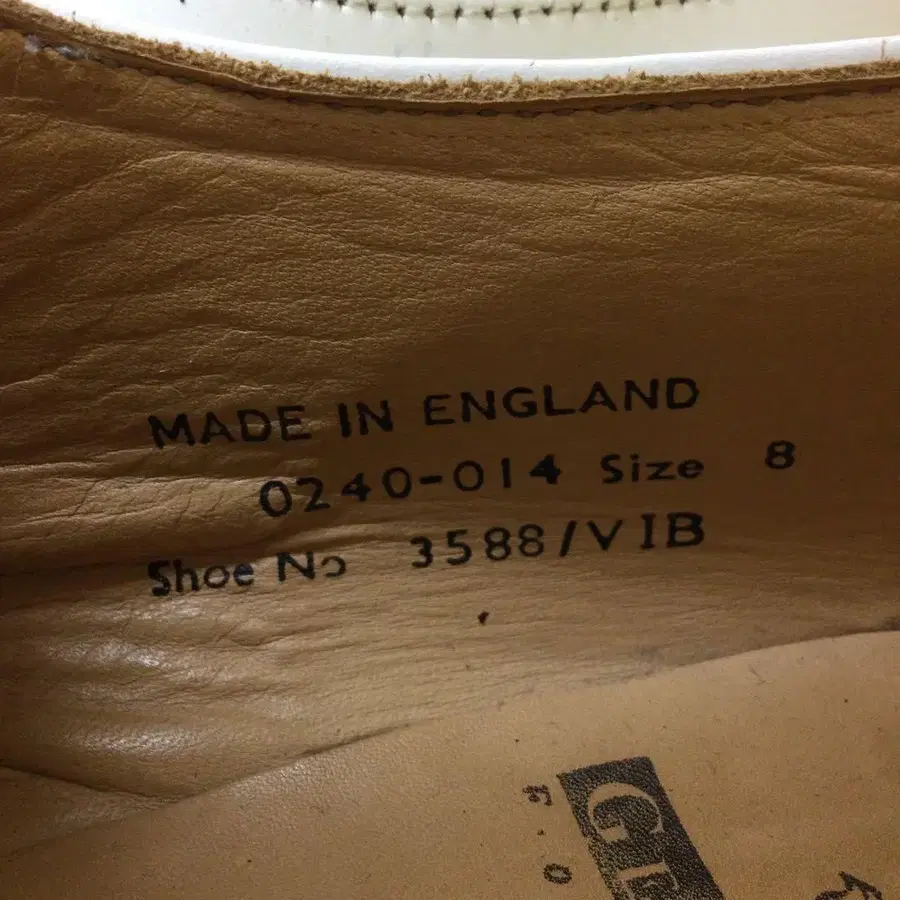 MADE IN ENGLAND
0240-014 Size 8
Shoe No 3588/VIB